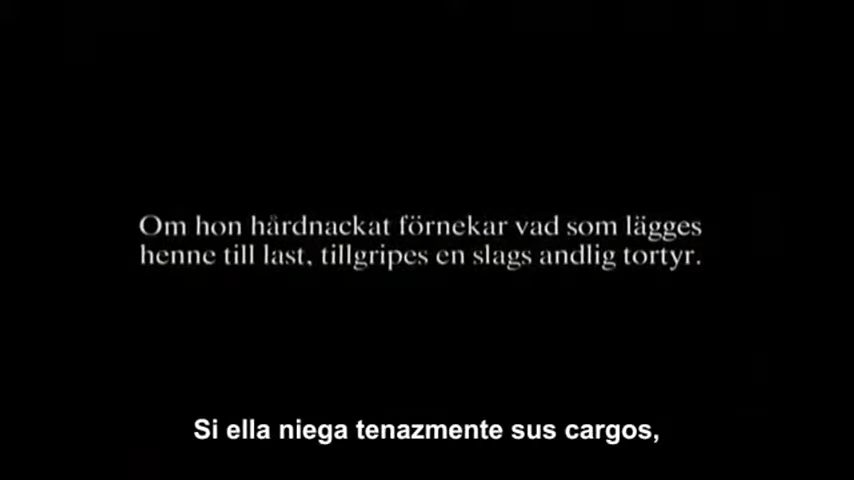 Om hon hårdnackat förnekar vad som lägges
henne till last, tillgripes en slags andlig tortyr.
Si ella niega tenazmente sus cargos,